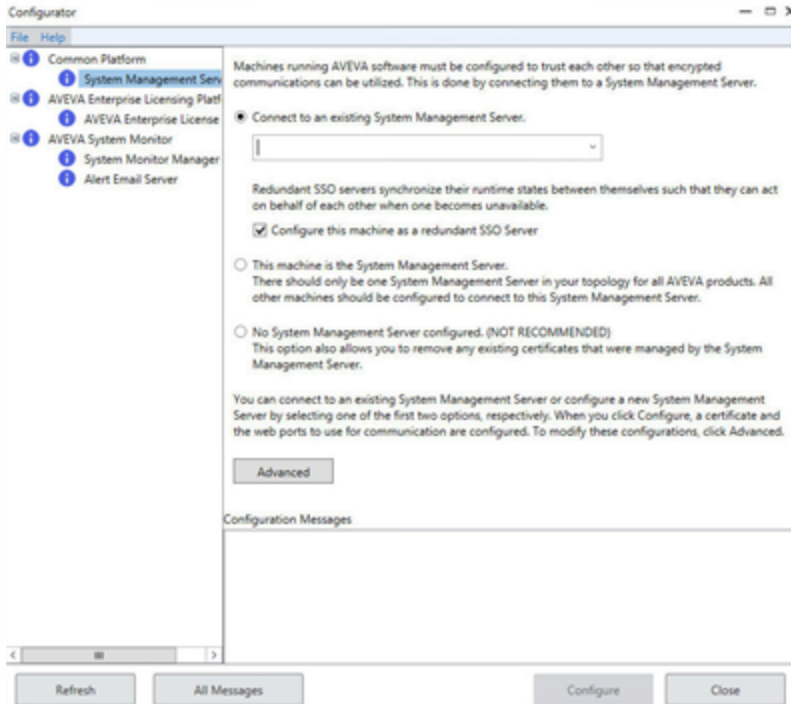 Configurator
File Help
Common Platform
System Management Serv
AVEVA Enterprise Licensing Platf
AVEVA Enterprise License
AVEVA System Monitor
System Monitor Manager
Alert Email Server
Machines running AVEVA software must be configured to trust each other so that encrypted
communications can be utilized. This is done by connecting them to a System Management Server.
Connect to an existing System Management Server.
Redundant SSO servers synchronize their runtime states between themselves such that they can act
on behalf of each other when one becomes unavailable.
Configure this machine as a redundant SSO Server
This machine is the System Management Server.
There should only be one System Management Server in your topology for all AVEVA products. All
other machines should be configured to connect to this System Management Server.
No System Management Server configured. (NOT RECOMMENDED)
This option also allows you to remove any existing certificates that were managed by the System
Management Server.
You can connect to an existing System Management Server or configure a new System Management
Server by selecting one of the first two options, respectively. When you click Configure, a certificate and
the web ports to use for communication are configured. To modify these configurations, click Advanced.
Advanced
Configuration Messages
Refresh
All Messages
Configure
Close